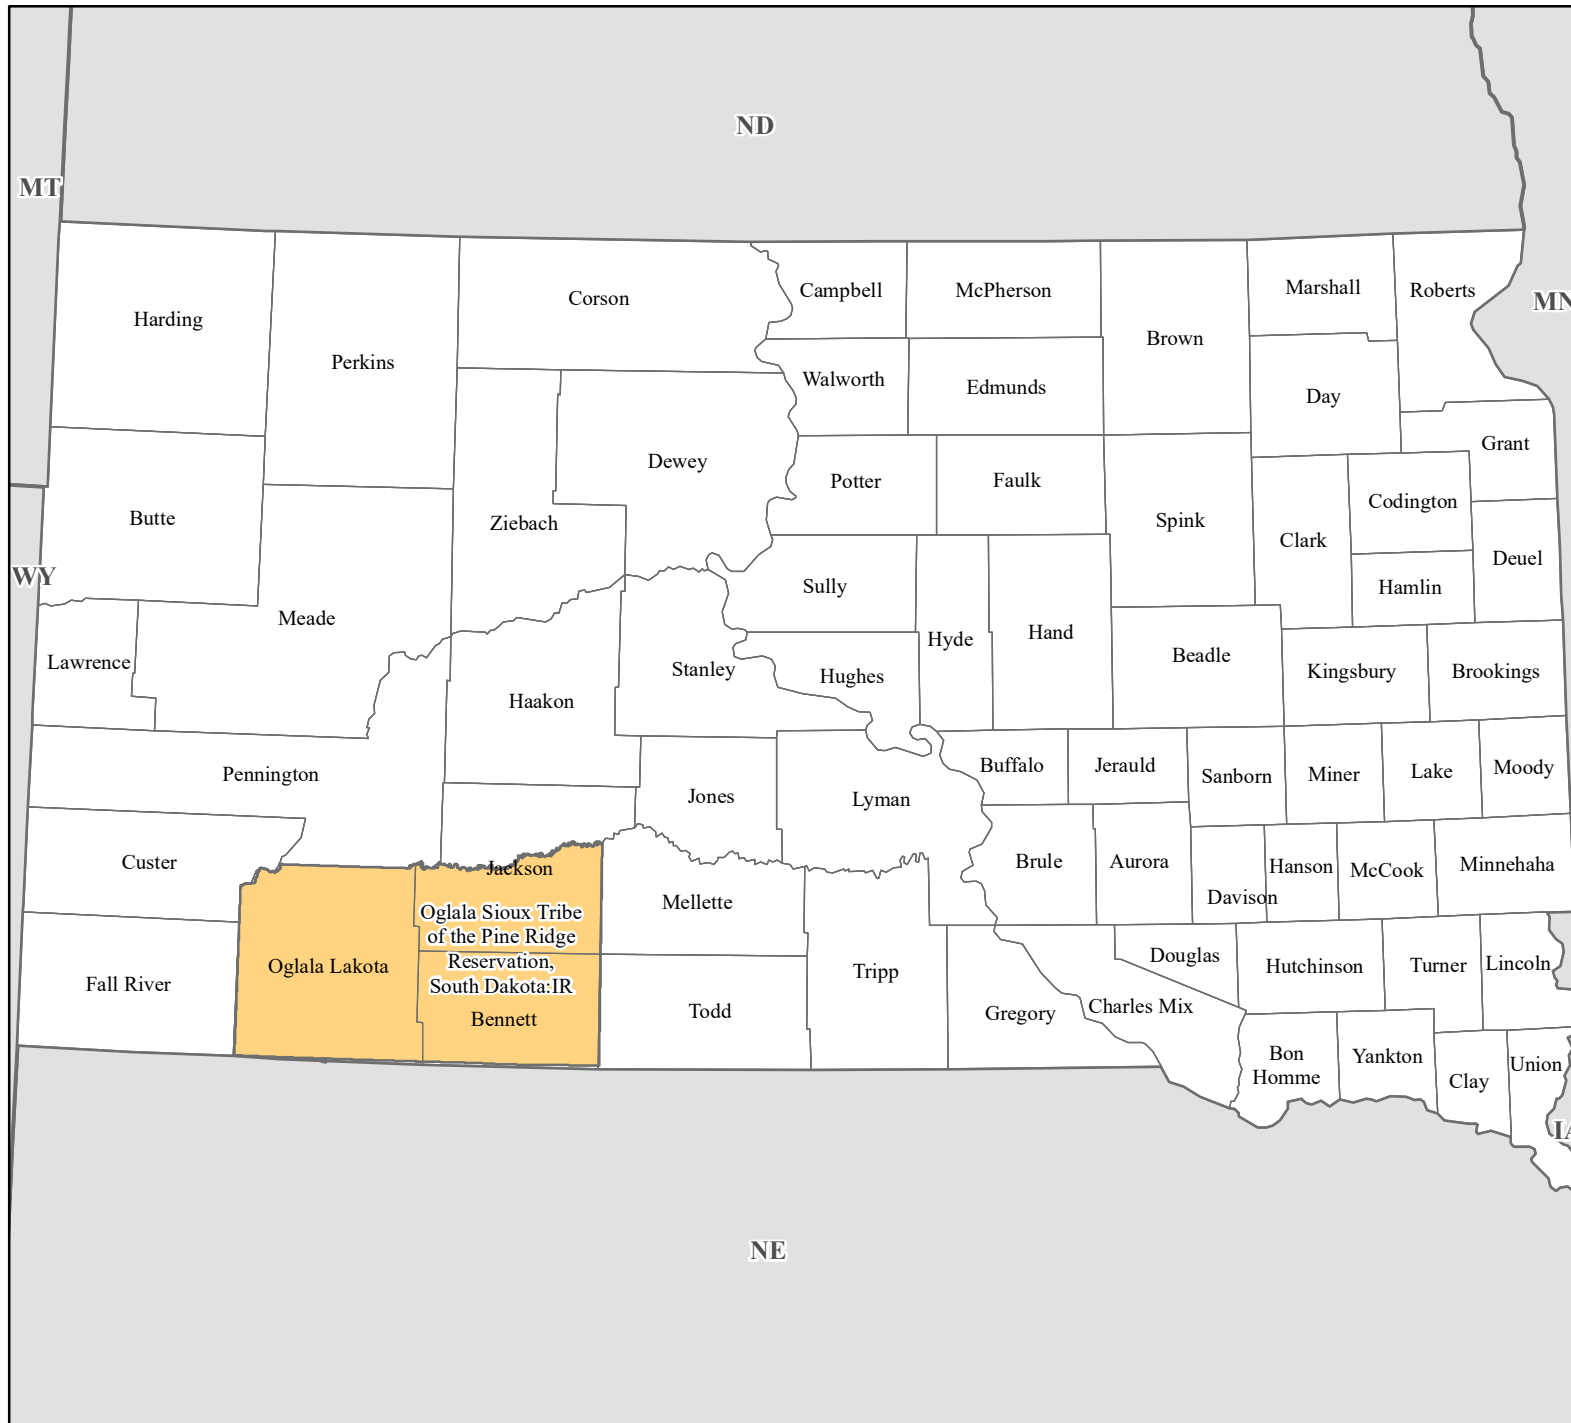 ND
MT
MN
Harding
Perkins
Corson
Campbell
McPherson
Brown
Marshall
Roberts
Walworth
Edmunds
Day
Grant
Butte
Ziebach
Dewey
Potter
Faulk
Spink
Clark
Codington
Deuel
Hamlin
WY
Meade
Lawrence
Sully
Hyde
Hand
Beadle
Kingsbury
Brookings
Haakon
Stanley
Hughes
Pennington
Jones
Lyman
Buffalo
Jerauld
Sanborn
Miner
Lake
Moody
Custer
Jackson
Mellette
Brule
Aurora
Davison
Hanson
McCook
Minnehaha
Oglala Sioux Tribe
of the Pine Ridge
Reservation,
South Dakota:IR
Fall River
Oglala Lakota
Bennett
Todd
Tripp
Gregory
Charles Mix
Douglas
Hutchinson
Turner
Lincoln
Bon
Homme
Yankton
Clay
Union
IA
NE